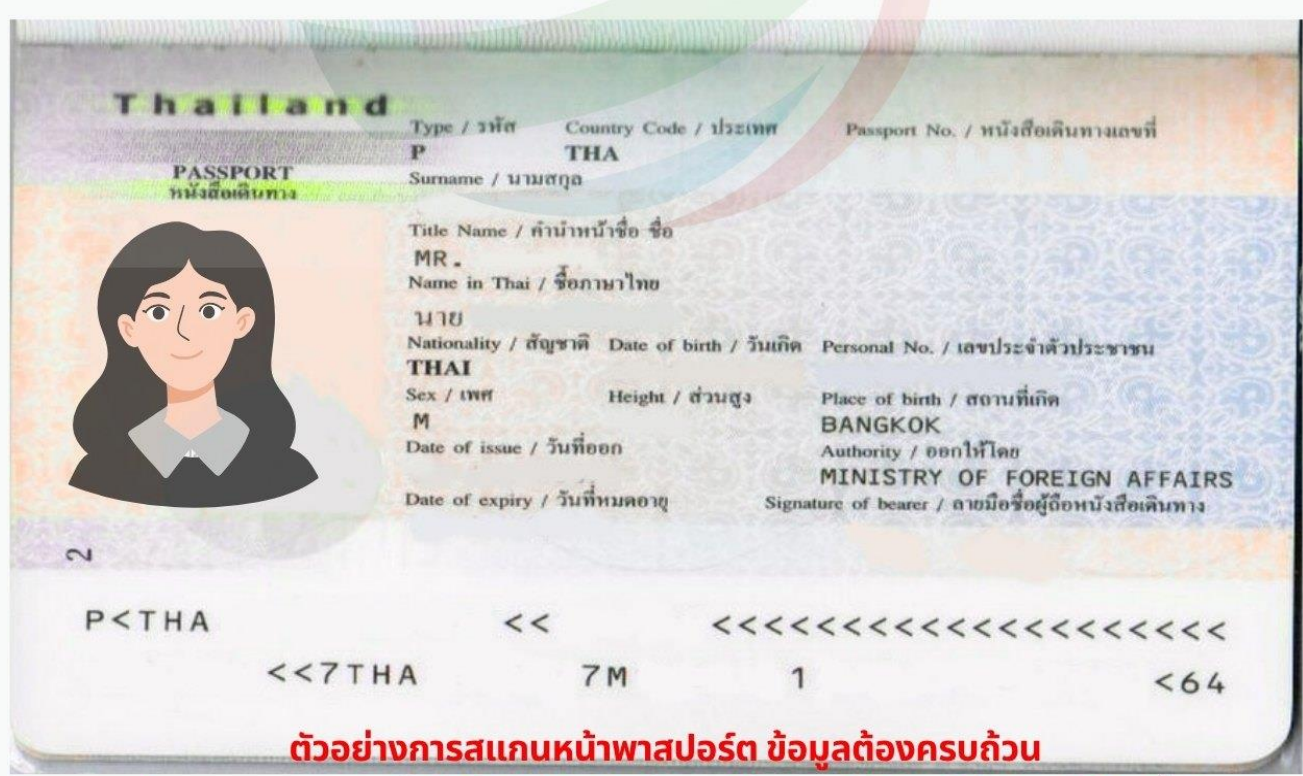 Thailand
PASSPORT
หนังสือเดินทาง
Type / รหัส Country Code / ประเทศ Passport No. / หนังสือเดินทางเลขที่
P THA
Surname / นามสกุล
Title Name / คำนำหน้าชื่อ ชื่อ
MR.
Name in Thai / ชื่อภาษาไทย
นาย
Nationality / สัญชาติ Date of birth / วันเกิด Personal No. / เลขประจำตัวประชาชน
THAI
Sex / เพศ Height / ส่วนสูง Place of birth / สถานที่เกิด
M BANGKOK
Date of issue / วันที่ออก Authority / ออกให้โดย
MINISTRY OF FOREIGN AFFAIRS
Date of expiry / วันที่หมดอายุ Signature of bearer / ลายมือชื่อผู้ถือหนังสือเดินทาง
2
P<THA << <<<<<<<<<<<<<<<<<<<<
<<7THA 7M 1 <64
ตัวอย่างการสแกนหน้าพาสปอร์ต ข้อมูลต้องครบถ้วน